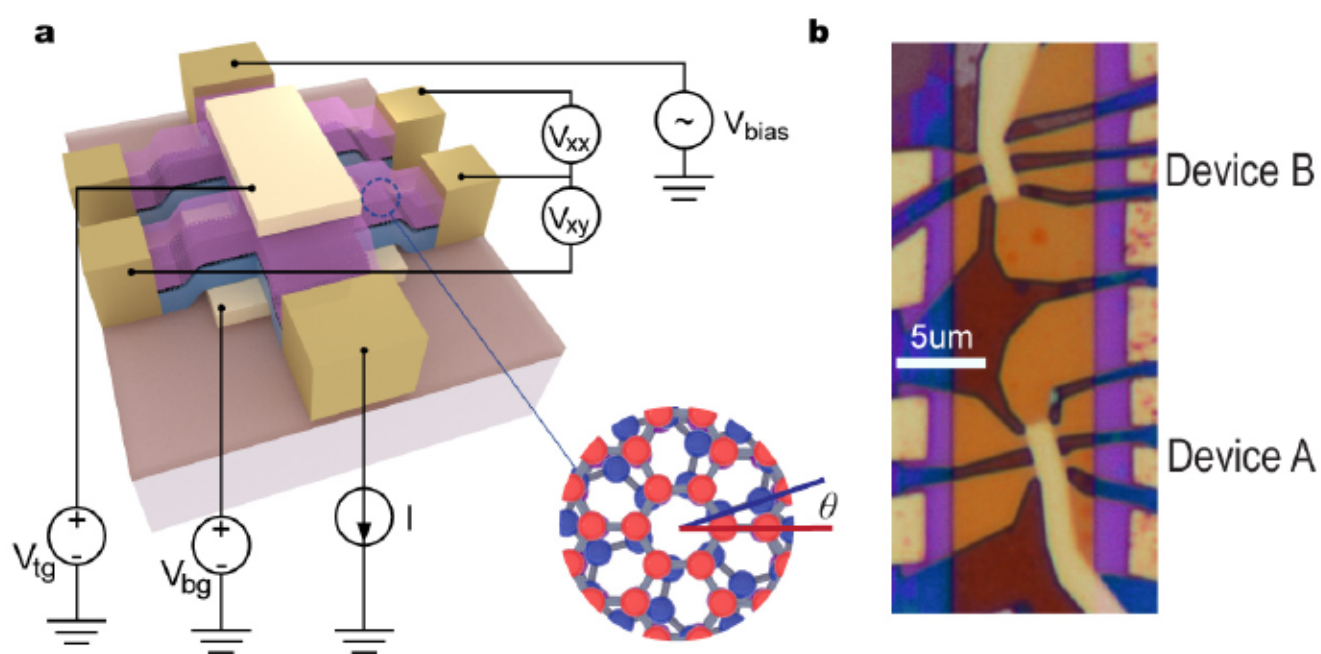 a
V_xx
V_bias
~
V_xy
V_tg
+
-
V_bg
+
-
I
θ
b
Device B
5um
Device A